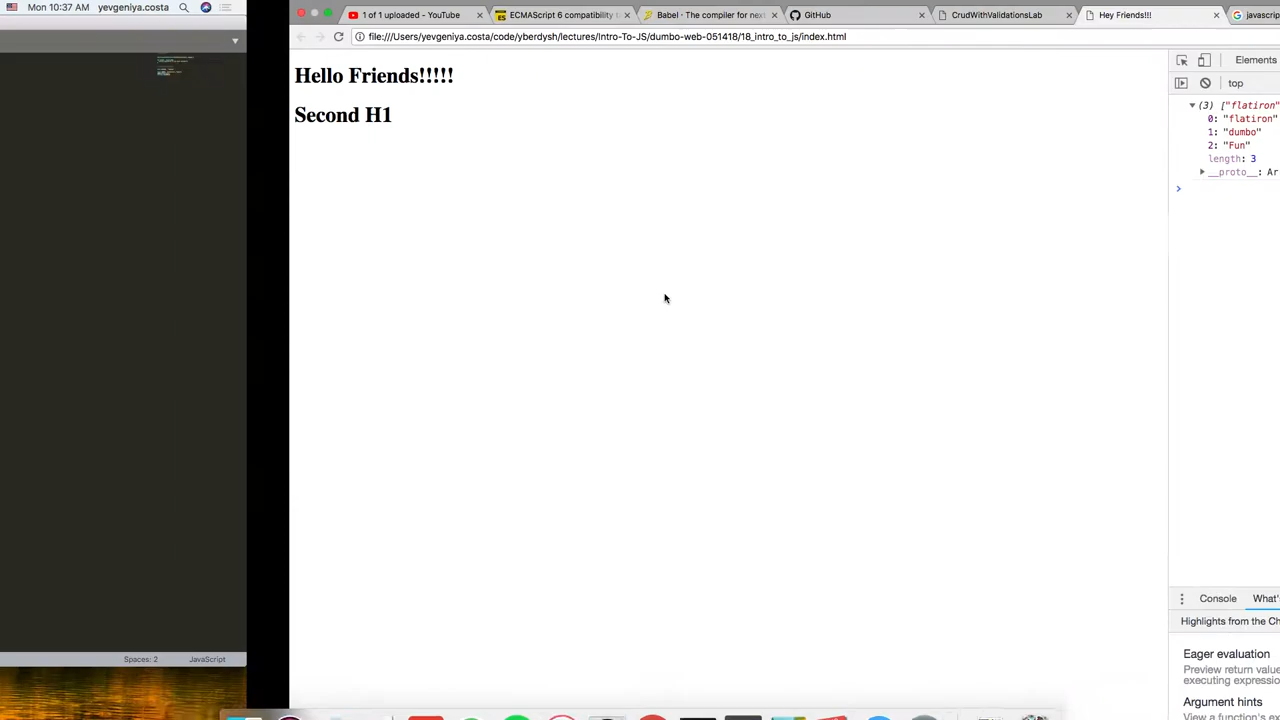 Mon 10:37 AM yevgeniya.costa
1 of 1 uploaded - YouTube
ECMAScript 6 compatibility
Babel · The compiler for next
GitHub
CrudWithValidationsLab
Hey Friends!!!
javascrip
file:///Users/yevgeniya.costa/code/yberdysh/lectures/Intro-To-JS/dumbo-web-051418/18_intro_to_js/index.html
Hello Friends!!!!!
Second H1
Elements
top
(3) ["flatiron"
0: "flatiron"
1: "dumbo"
2: "Fun"
length: 3
__proto__: Ar
Console What's
Highlights from the Ch
Eager evaluation
Preview return value
executing expressio
Argument hints
View a function's
Spaces: 2 JavaScript